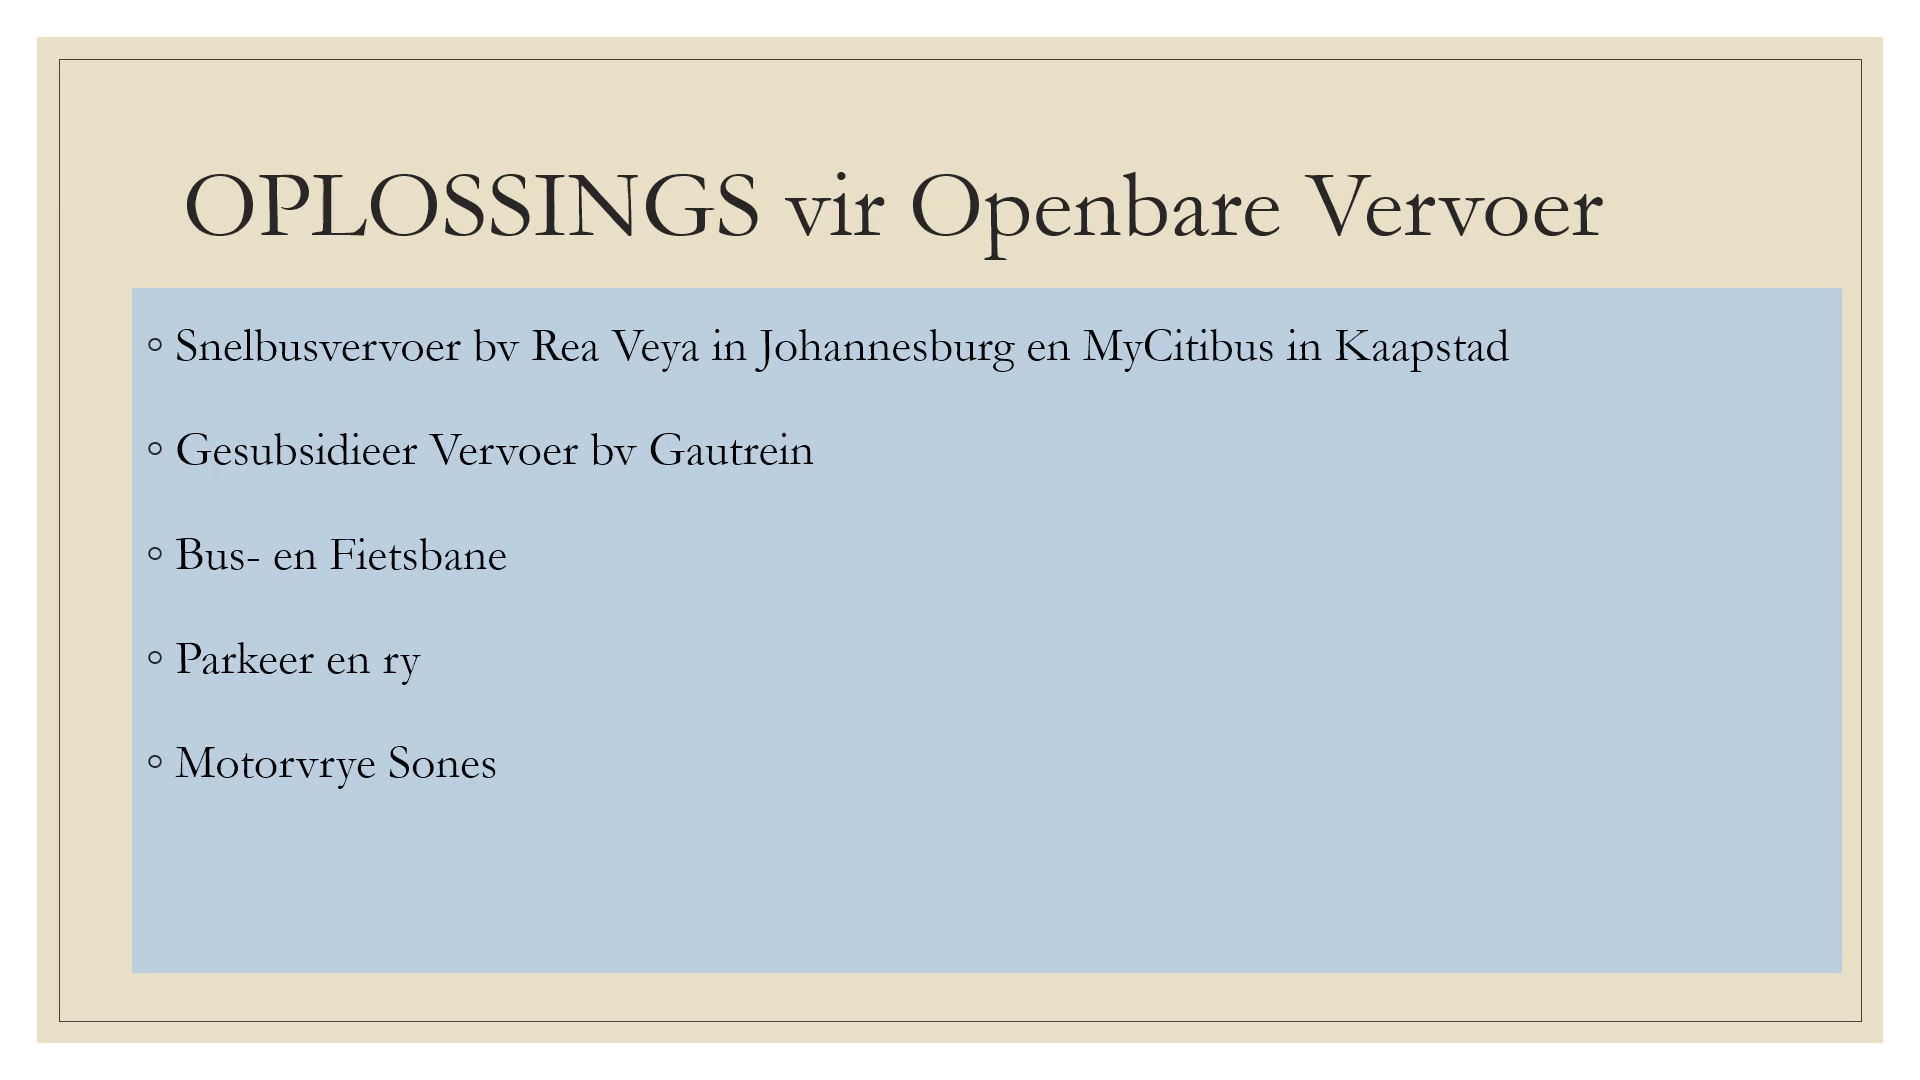 OPLOSSINGS vir Openbare Vervoer
◦ Snelbusvervoer bv Rea Veya in Johannesburg en MyCitibus in Kaapstad
◦ Gesubsidieer Vervoer bv Gautrein
◦ Bus- en Fietsbane
◦ Parkeer en ry
◦ Motorvrye Sones